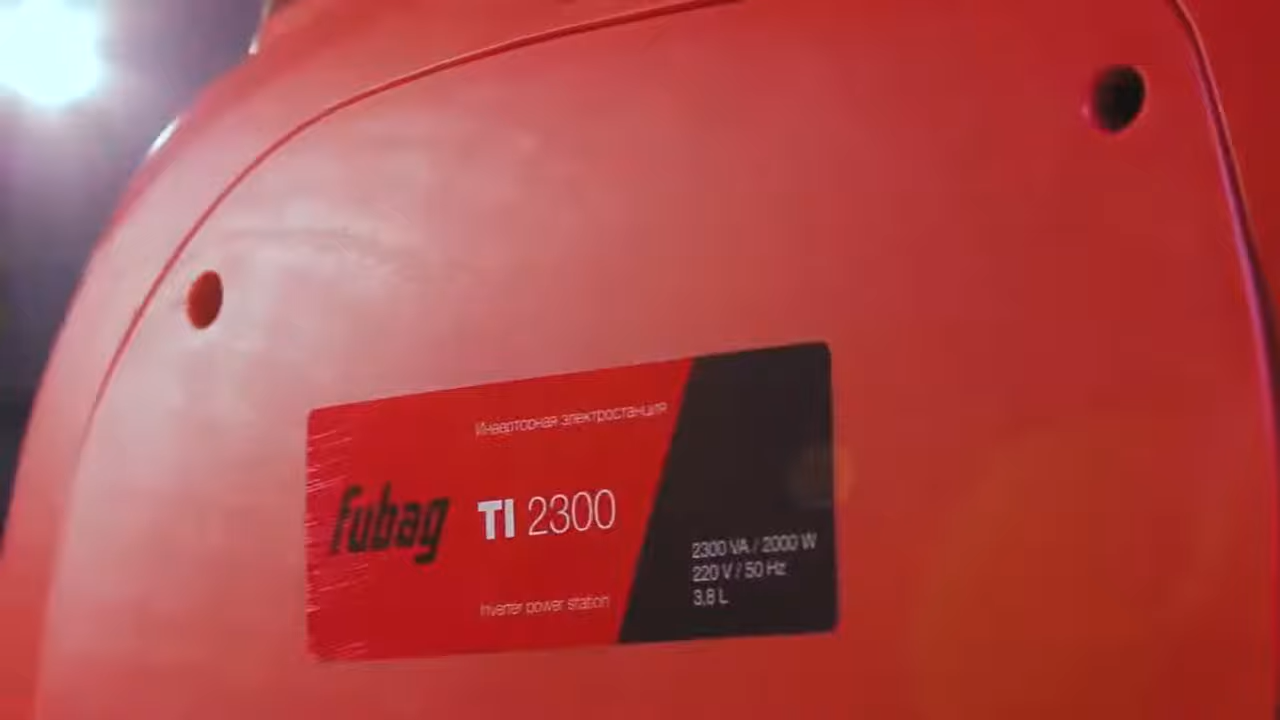 Инверторная электростанция
fubag TI 2300
Inverter power station
2300 VA / 2000 W
220 V / 50 Hz
3,8 L